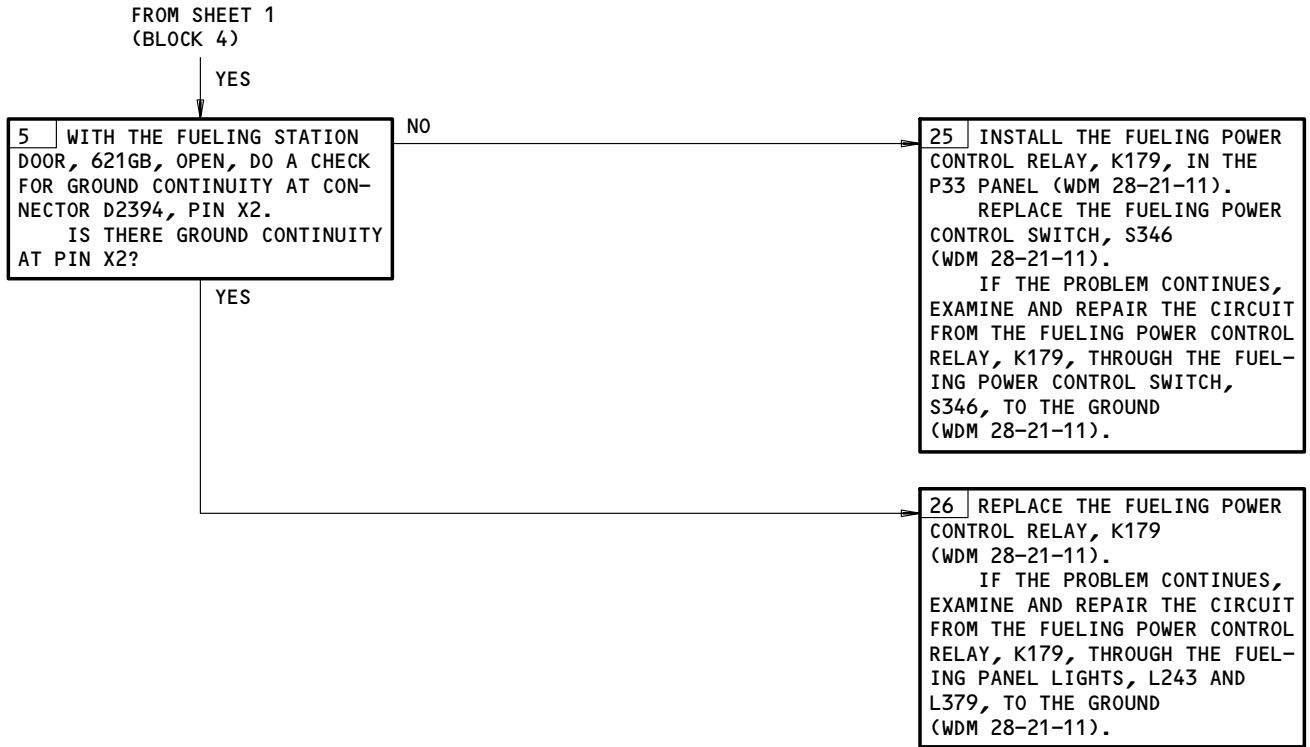 FROM SHEET 1
(BLOCK 4)
YES
5 WITH THE FUELING STATION
DOOR, 621GB, OPEN, DO A CHECK
FOR GROUND CONTINUITY AT CON-
NECTOR D2394, PIN X2.
IS THERE GROUND CONTINUITY
AT PIN X2?
NO
YES
25 INSTALL THE FUELING POWER
CONTROL RELAY, K179, IN THE
P33 PANEL (WDM 28-21-11).
REPLACE THE FUELING POWER
CONTROL SWITCH, S346
(WDM 28-21-11).
IF THE PROBLEM CONTINUES,
EXAMINE AND REPAIR THE CIRCUIT
FROM THE FUELING POWER CONTROL
RELAY, K179, THROUGH THE FUEL-
ING POWER CONTROL SWITCH,
S346, TO THE GROUND
(WDM 28-21-11).
26 REPLACE THE FUELING POWER
CONTROL RELAY, K179
(WDM 28-21-11).
IF THE PROBLEM CONTINUES,
EXAMINE AND REPAIR THE CIRCUIT
FROM THE FUELING POWER CONTROL
RELAY, K179, THROUGH THE FUEL-
ING PANEL LIGHTS, L243 AND
L379, TO THE GROUND
(WDM 28-21-11).